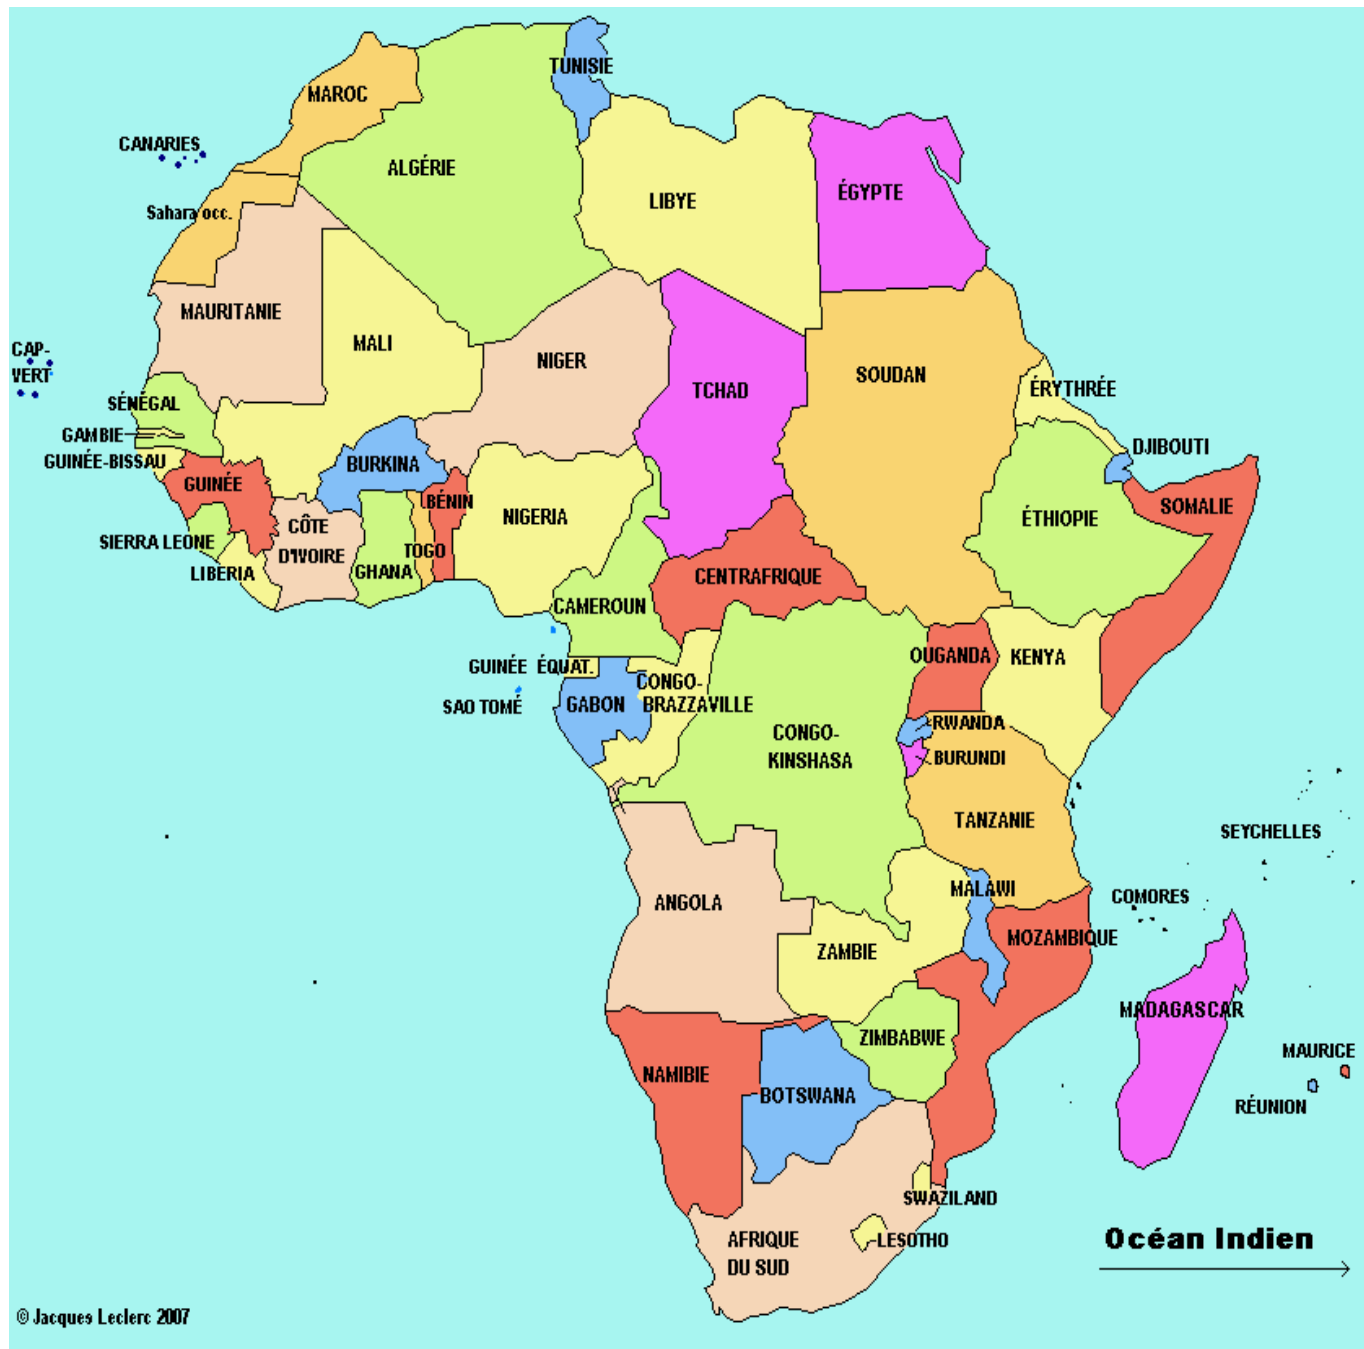 TUNISIE
MAROC
CANARIES
ALGÉRIE
LIBYE
ÉGYPTE
Sahara occ.
MAURITANIE
MALI
NIGER
TCHAD
SOUDAN
CAP-
VERT
ÉRYTHRÉE
SÉNÉGAL
GAMBIE
GUINÉE-BISSAU
DJIBOUTI
BURKINA
GUINÉE
BÉNIN
NIGERIA
SOMALIE
ÉTHIOPIE
CÔTE
D'IVOIRE
SIERRA LEONE
TOGO
GHANA
LIBERIA
CENTRAFRIQUE
CAMEROUN
OUGANDA
KENYA
GUINÉE ÉQUAT.
SAO TOMÉ
GABON
CONGO-
BRAZZAVILLE
RWANDA
CONGO-
KINSHASA
BURUNDI
TANZANIE
SEYCHELLES
MALAWI
COMORES
ANGOLA
MOZAMBIQUE
ZAMBIE
MADAGASCAR
ZIMBABWE
MAURICE
NAMIBIE
BOTSWANA
RÉUNION
SWAZILAND
AFRIQUE
DU SUD
LESOTHO
Océan Indien
© Jacques Leclerc 2007